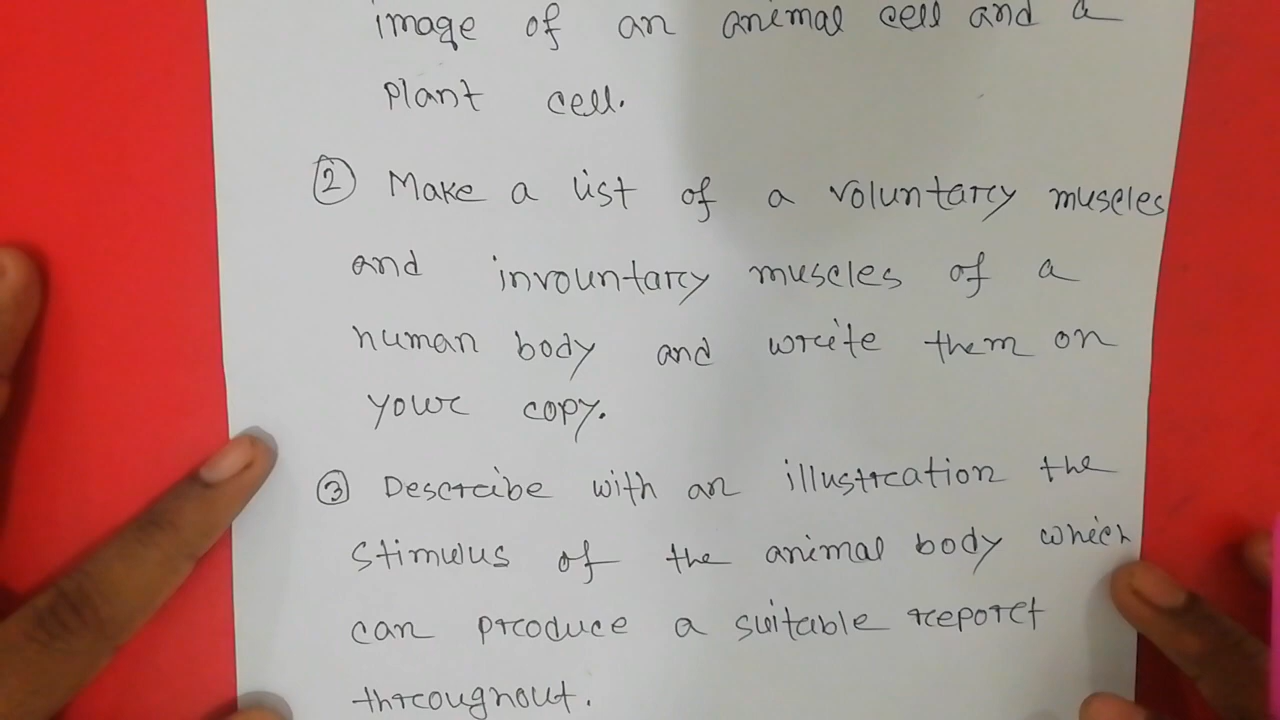 image of an animal cell and a
plant cell.
② Make a list of a voluntary muscles
and invountary muscles of a
human body and write them on
your copy.
③ Describe with an illustration the
stimulus of the animal body which
can produce a suitable report
throughout.